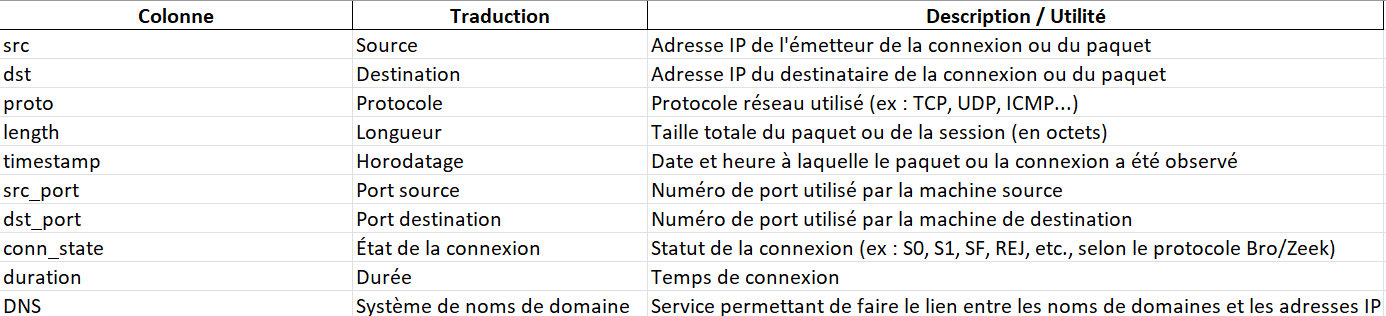 Colonne Traduction Description / Utilité
src Source Adresse IP de l'émetteur de la connexion ou du paquet
dst Destination Adresse IP du destinataire de la connexion ou du paquet
proto Protocole Protocole réseau utilisé (ex : TCP, UDP, ICMP...)
length Longueur Taille totale du paquet ou de la session (en octets)
timestamp Horodatage Date et heure à laquelle le paquet ou la connexion a été observé
src_port Port source Numéro de port utilisé par la machine source
dst_port Port destination Numéro de port utilisé par la machine de destination
conn_state État de la connexion Statut de la connexion (ex : S0, S1, SF, REJ, etc., selon le protocole Bro/Zeek)
duration Durée Temps de connexion
DNS Système de noms de domaine Service permettant de faire le lien entre les noms de domaines et les adresses IP